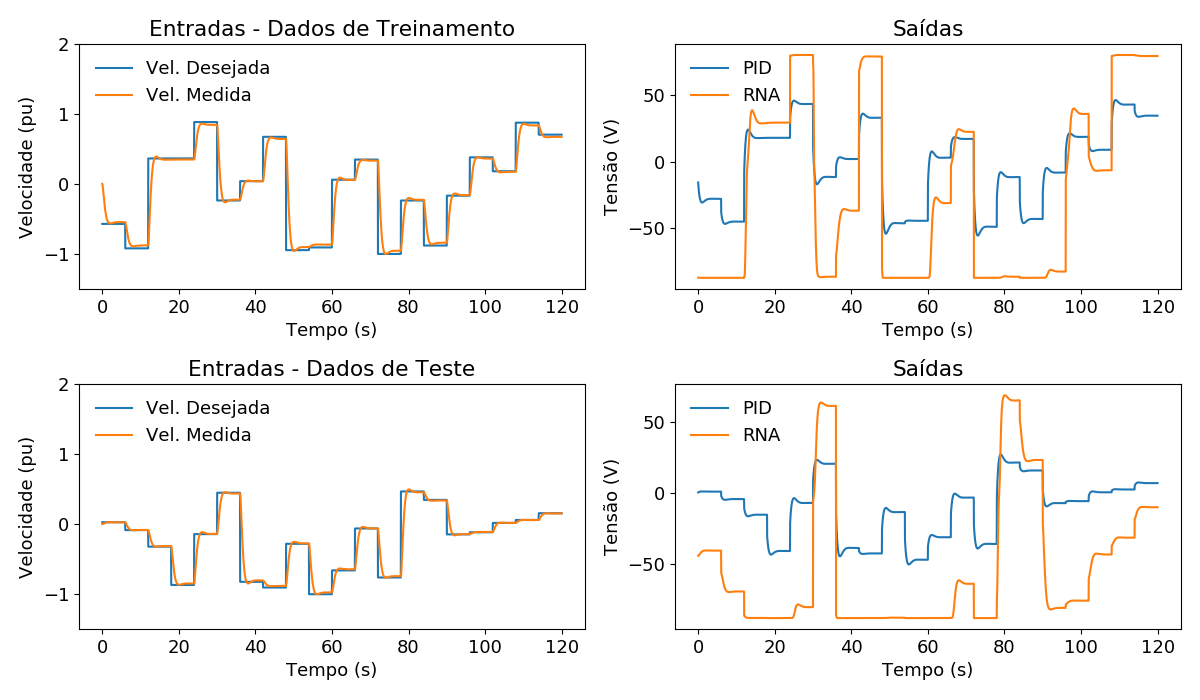 Entradas - Dados de Treinamento
Vel. Desejada
Vel. Medida
Velocidade (pu)
2
1
0
−1
0 20 40 60 80 100 120
Tempo (s)
Saídas
PID
RNA
Tensão (V)
50
0
−50
0 20 40 60 80 100 120
Tempo (s)
Entradas - Dados de Teste
Vel. Desejada
Vel. Medida
Velocidade (pu)
2
1
0
−1
0 20 40 60 80 100 120
Tempo (s)
Saídas
PID
RNA
Tensão (V)
50
0
−50
0 20 40 60 80 100 120
Tempo (s)